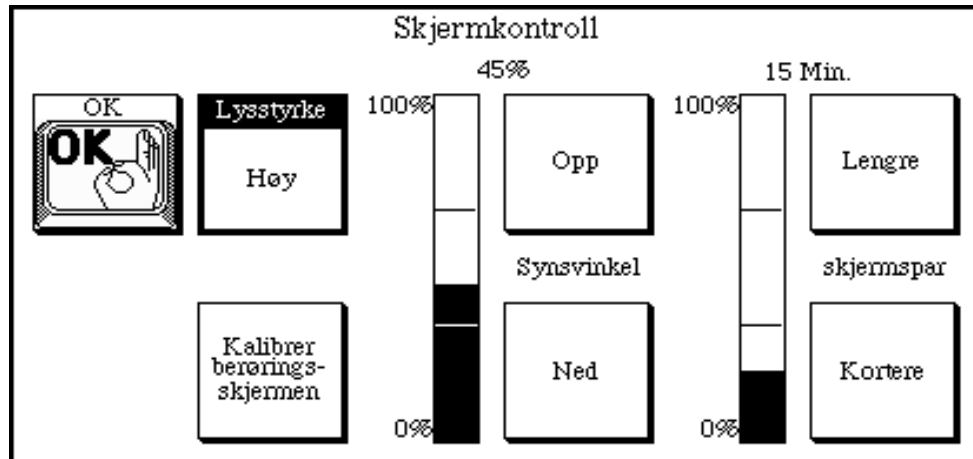 Skjermkontroll
45%
15 Min.
OK
OK
Lysstyrke
Høy
100%
Opp
100%
Lengre
Synsvinkel
skjermspar
Kalibrer
berørings-
skjermen
0%
Ned
0%
Kortere